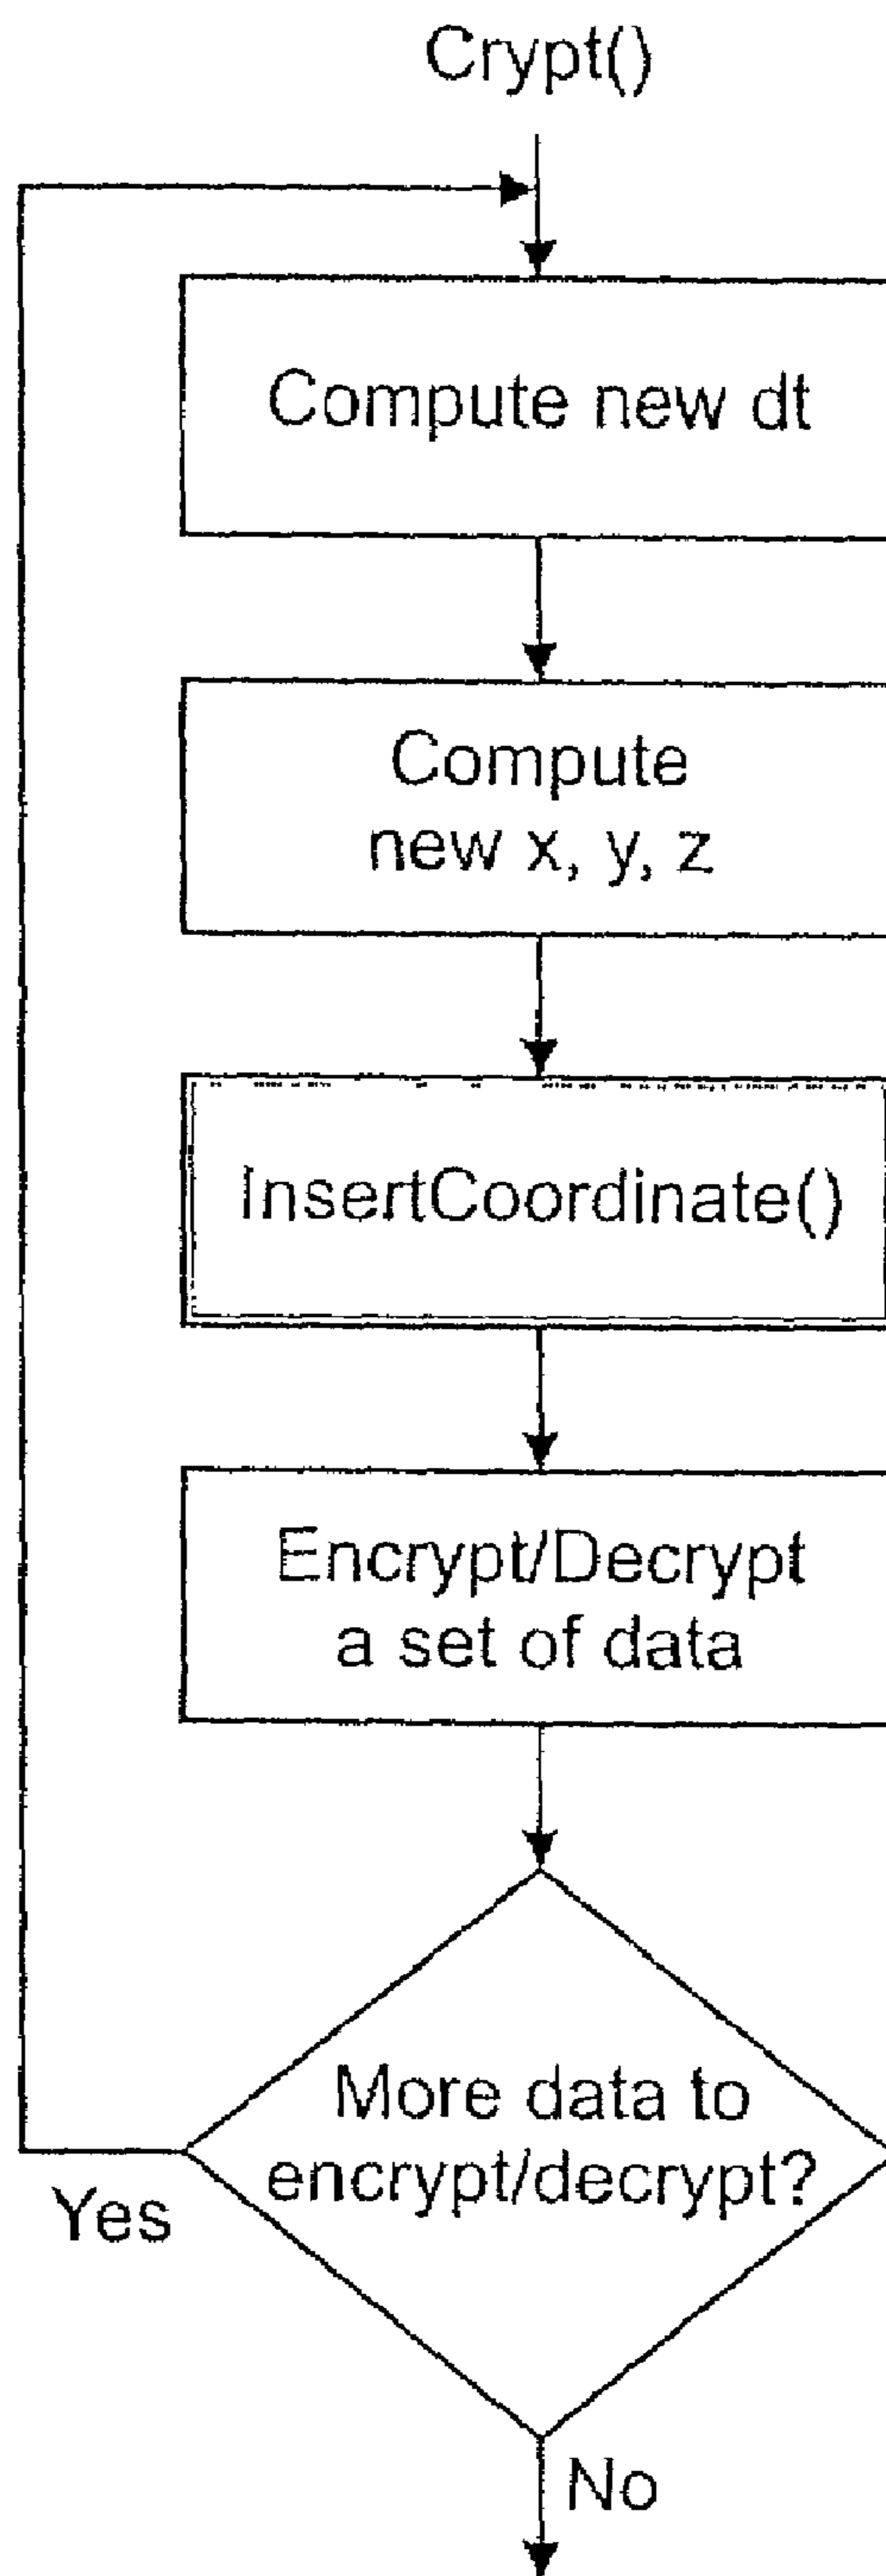 Crypt()
Compute new dt
Compute
new x, y, z
InsertCoordinate()
Encrypt/Decrypt
a set of data
More data to
encrypt/decrypt?
Yes
No